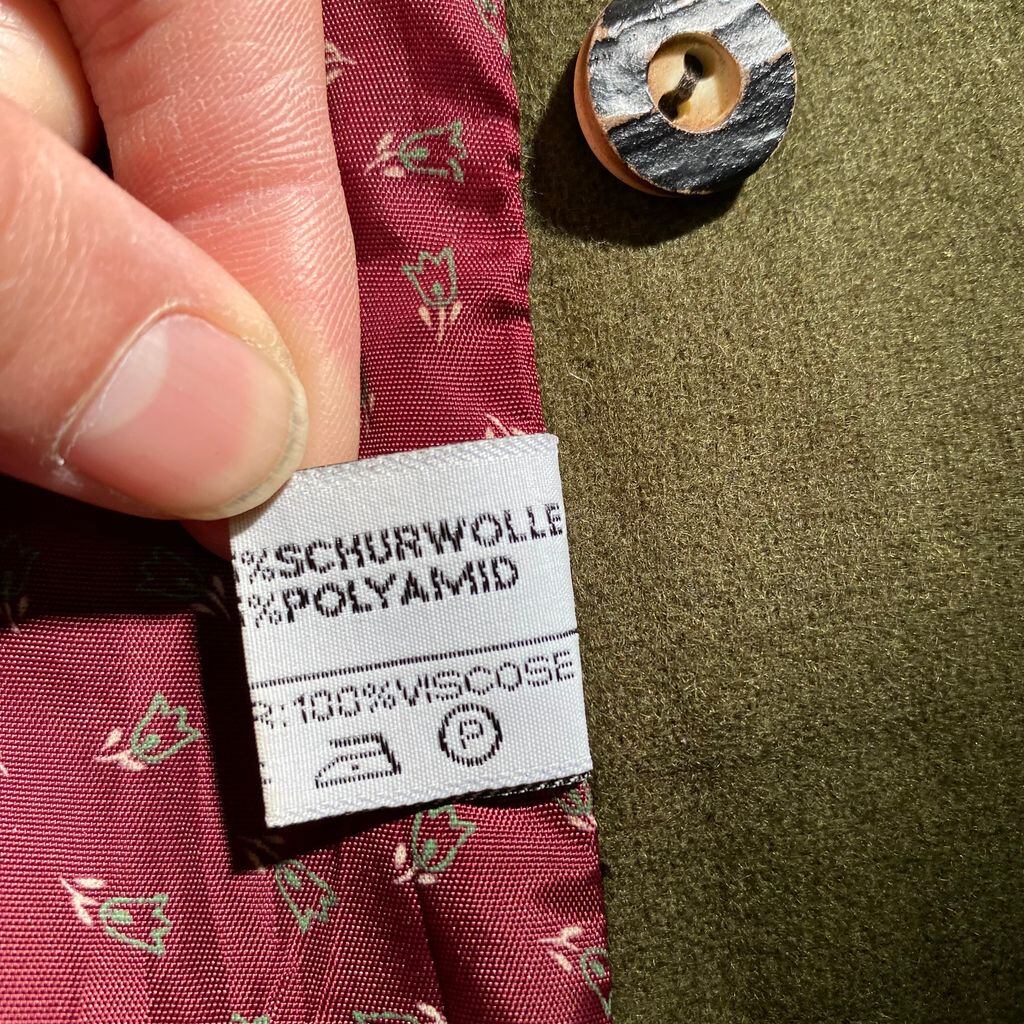 %SCHURWOLLE
%POLYAMID
:100%VISCOSE
P